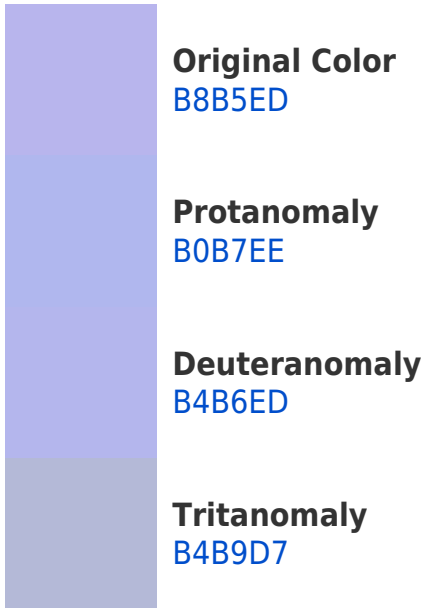 Original Color
B8B5ED
Protanomaly
B0B7EE
Deuteranomaly
B4B6ED
Tritanomaly
B4B9D7